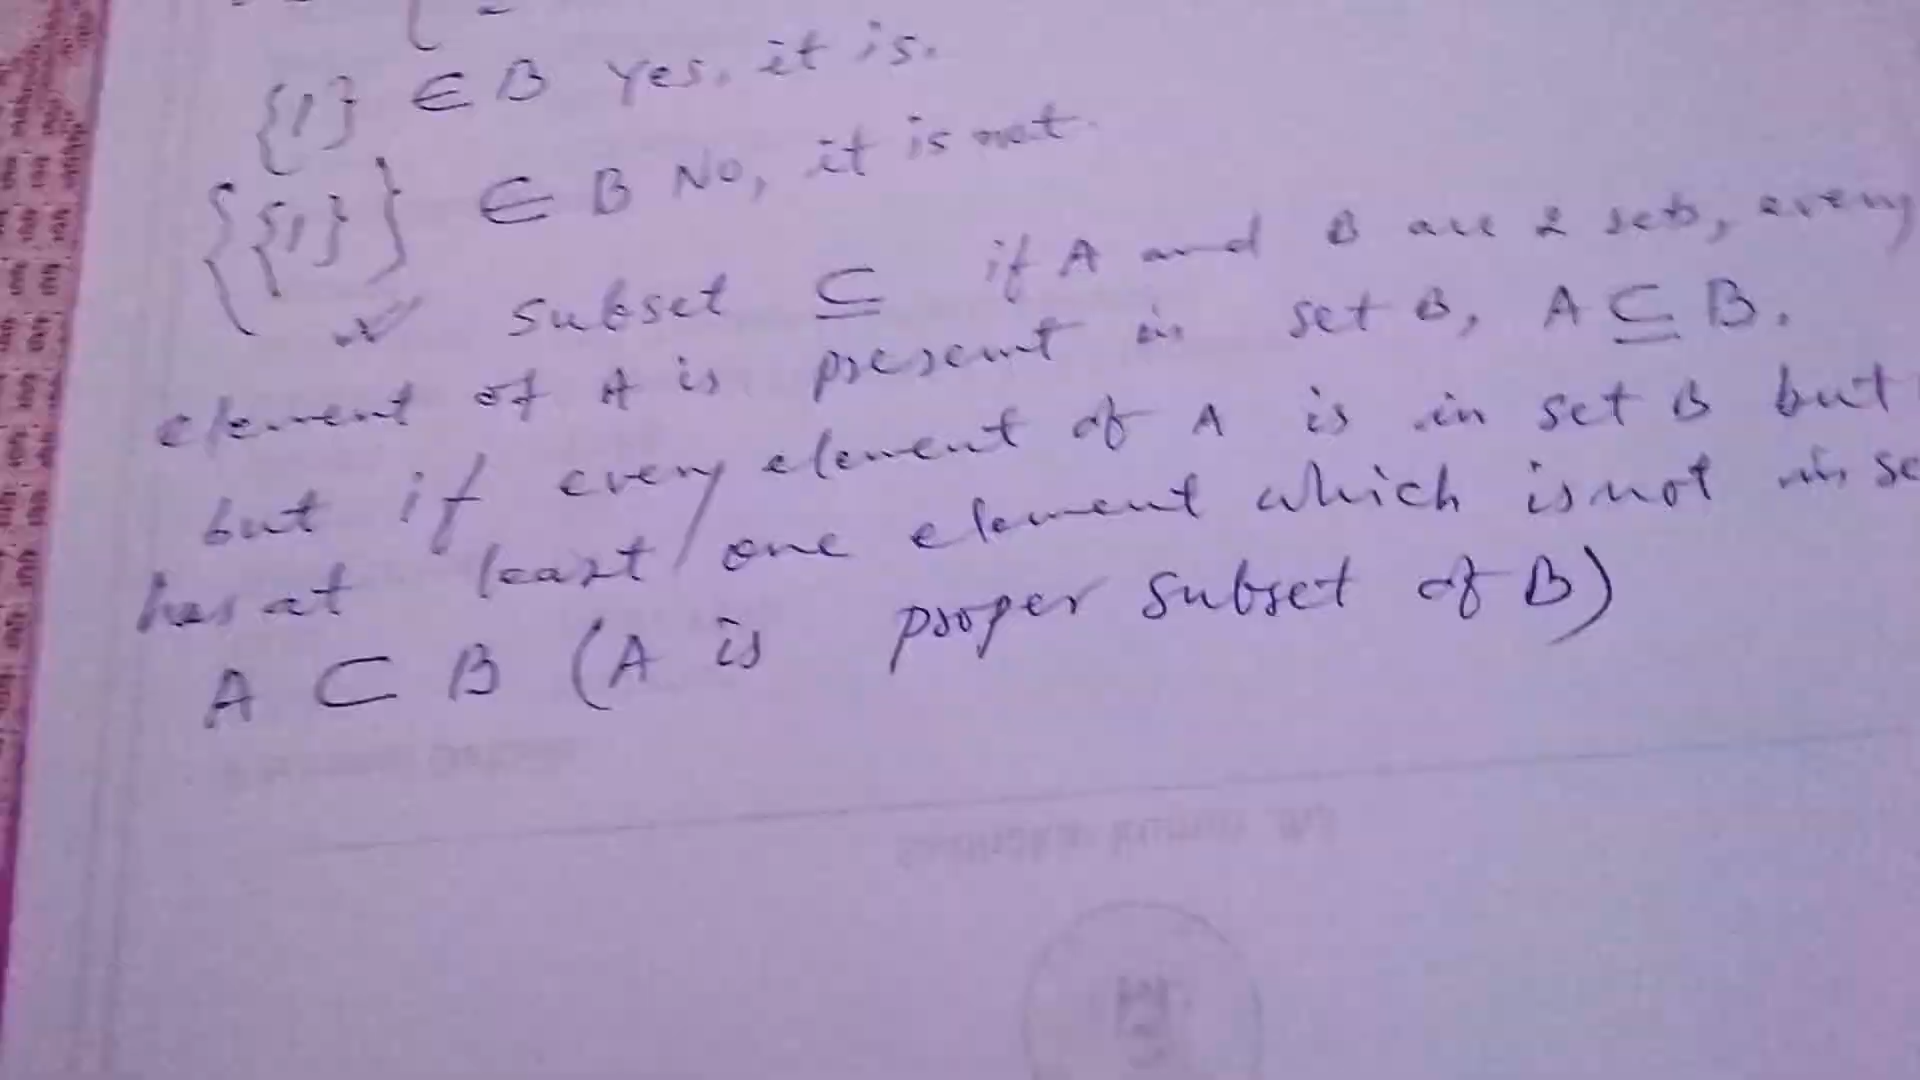 {1} ∈ B Yes, it is.
{{1}} ∈ B No, it is not.
Subset ⊆ if A and B are 2 sets, every
element of A is present in set B, A ⊆ B.
but if every element of A is in set B but
has at least one element which is not in se
A ⊂ B (A is proper subset of B)